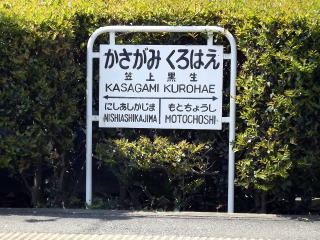 かさがみ くろはえ
笠上黒生
KASAGAMI KUROHAE
にしあしかじま もとちょうし
NISHIASHIKAJIMA MOTOCHOSHI